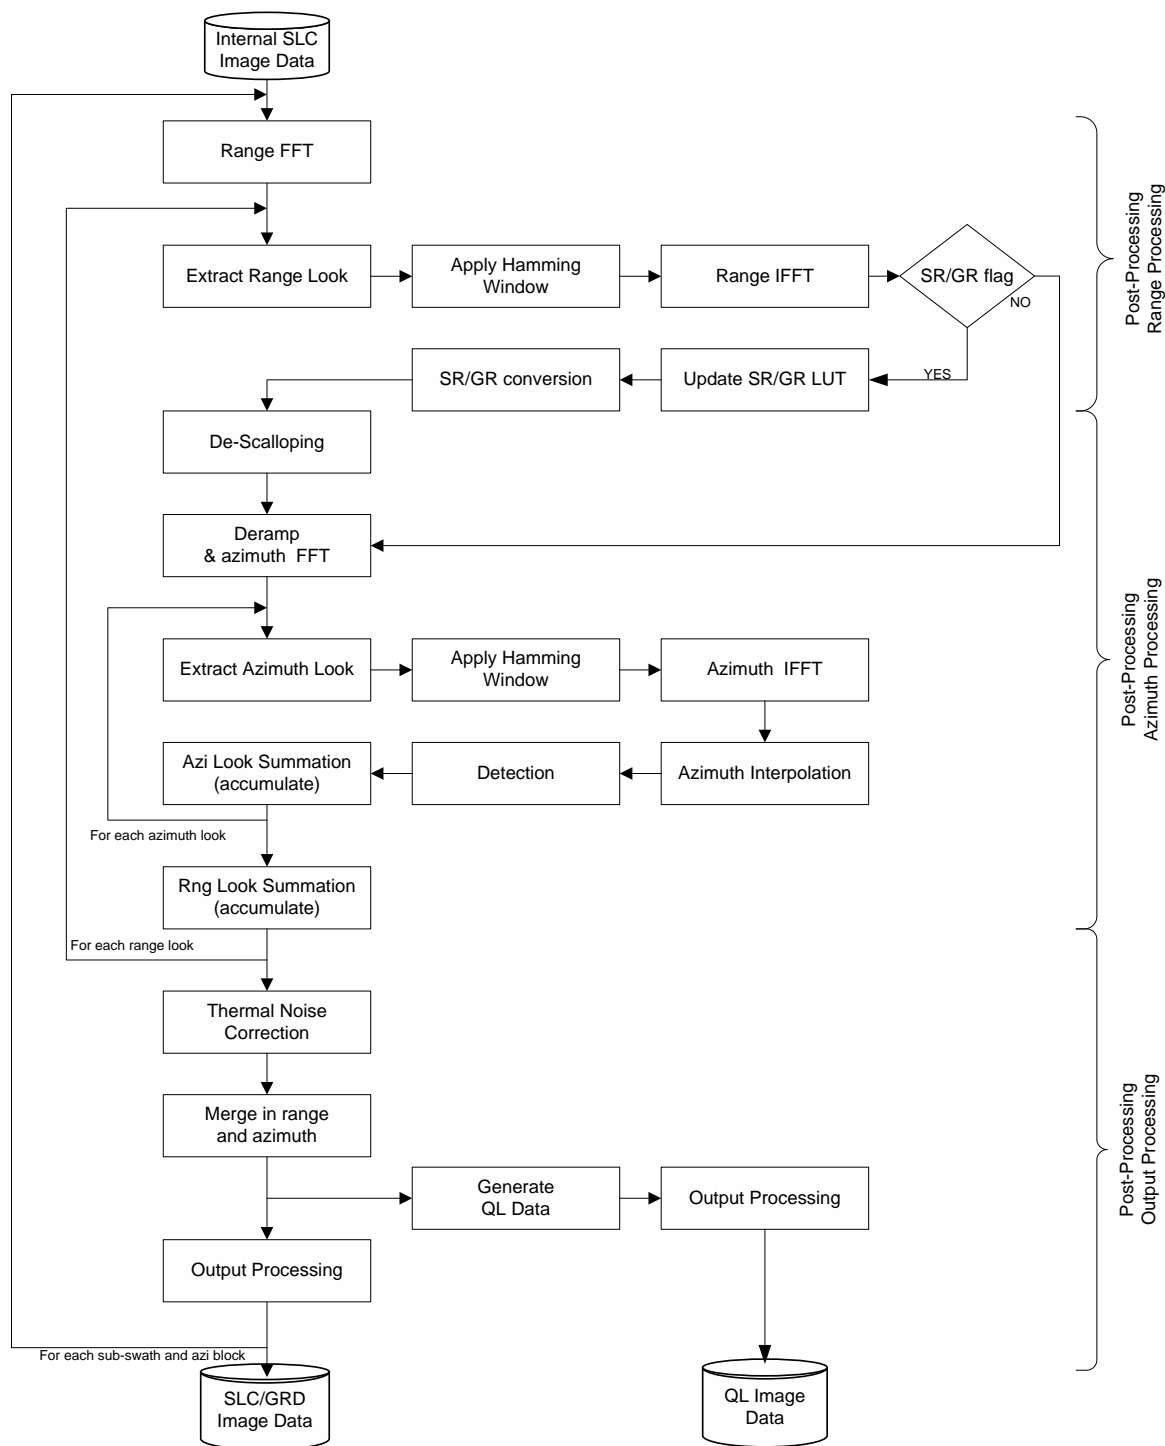 Internal SLC
Image Data
Range FFT
Extract Range Look
Apply Hamming
Window
Range IFFT
SR/GR flag
NO
YES
Update SR/GR LUT
SR/GR conversion
De-Scalloping
Deramp
& azimuth FFT
Extract Azimuth Look
Apply Hamming
Window
Azimuth IFFT
Azimuth Interpolation
Detection
Azi Look Summation
(accumulate)
For each azimuth look
Rng Look Summation
(accumulate)
For each range look
Thermal Noise
Correction
Merge in range
and azimuth
Generate
QL Data
Output Processing
Output Processing
For each sub-swath and azi block
SLC/GRD
Image Data
QL Image
Data
Post-Processing
Range Processing
Post-Processing
Azimuth Processing
Post-Processing
Output Processing